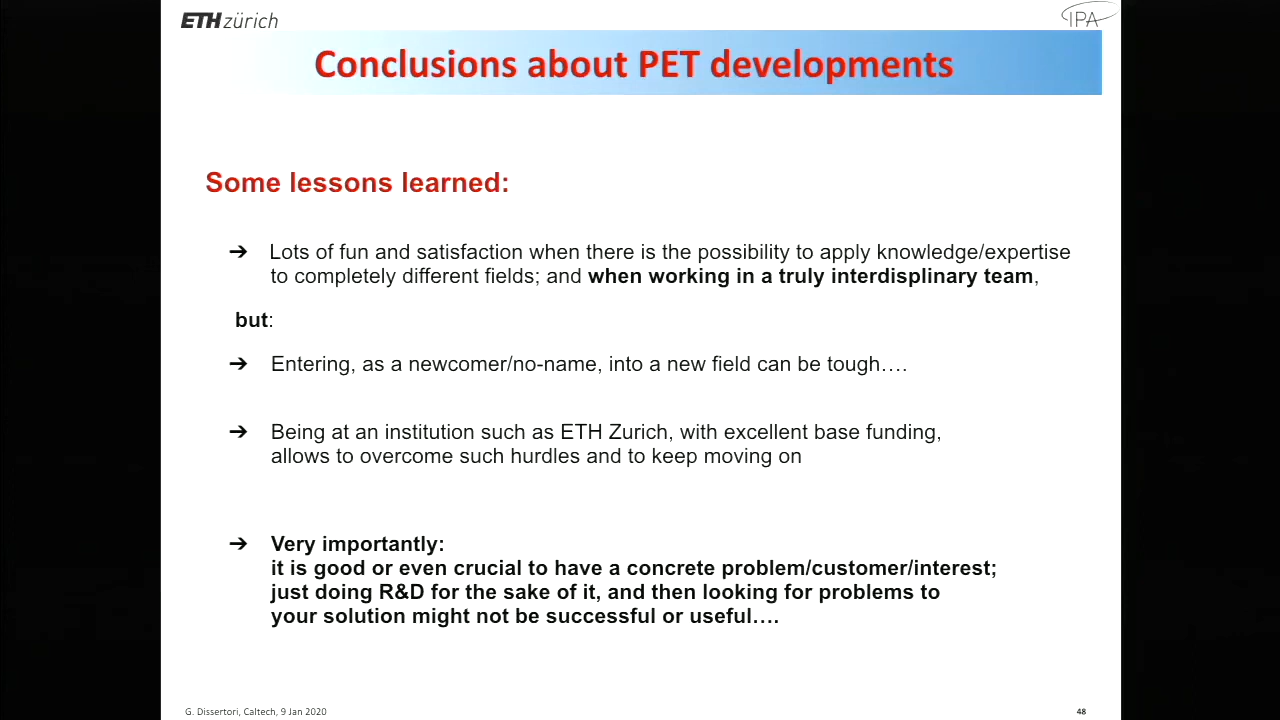 ETH zürich
IPA
Conclusions about PET developments
Some lessons learned:
➔ Lots of fun and satisfaction when there is the possibility to apply knowledge/expertise
to completely different fields; and when working in a truly interdisplinary team,
but:
➔ Entering, as a newcomer/no-name, into a new field can be tough….
➔ Being at an institution such as ETH Zurich, with excellent base funding,
allows to overcome such hurdles and to keep moving on
➔ Very importantly:
it is good or even crucial to have a concrete problem/customer/interest;
just doing R&D for the sake of it, and then looking for problems to
your solution might not be successful or useful….
G. Dissertori, Caltech, 9 Jan 2020
48